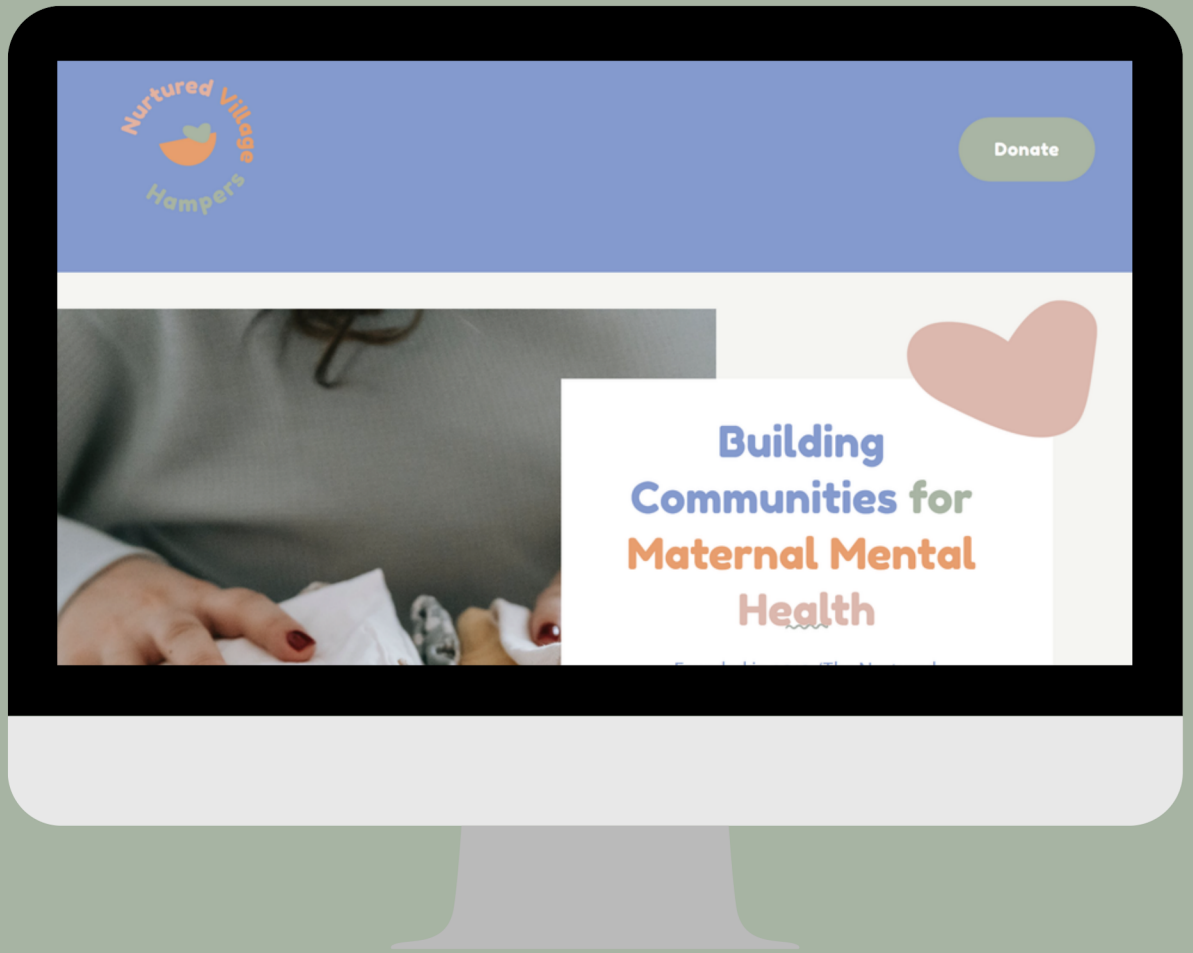 Nurtured Village
Hampers
Donate
Building
Communities for
Maternal Mental
Health